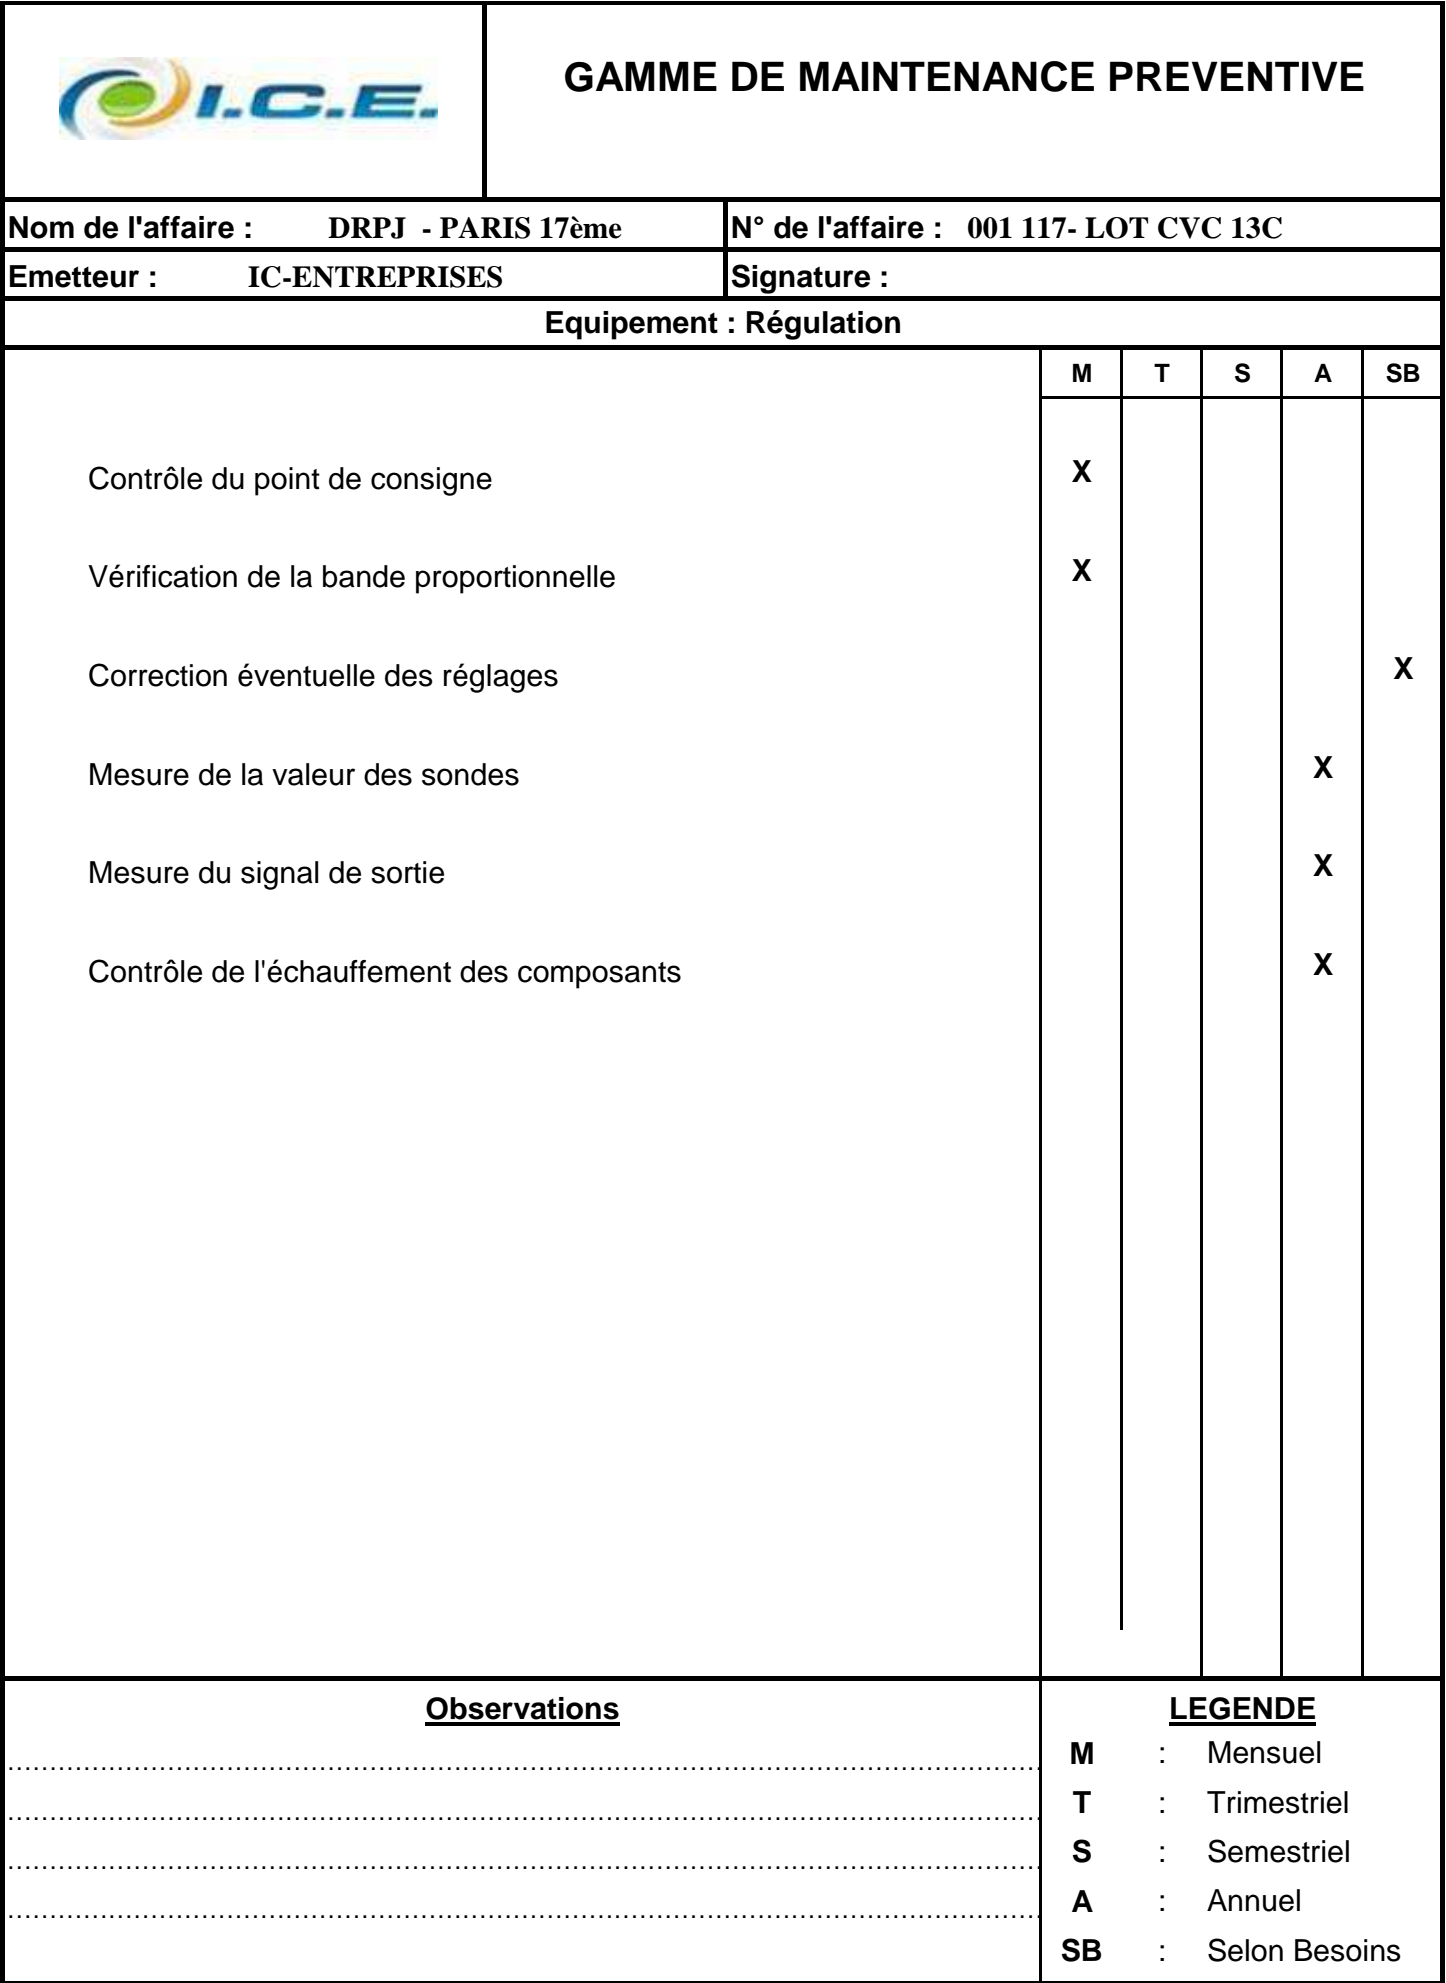 I.C.E.
GAMME DE MAINTENANCE PREVENTIVE
Nom de l'affaire : DRPJ - PARIS 17ème N° de l'affaire : 001 117- LOT CVC 13C
Emetteur : IC-ENTREPRISES Signature :
Equipement : Régulation
M T S A SB
Contrôle du point de consigne X
Vérification de la bande proportionnelle X
Correction éventuelle des réglages X
Mesure de la valeur des sondes X
Mesure du signal de sortie X
Contrôle de l'échauffement des composants X
Observations
LEGENDE
M : Mensuel
T : Trimestriel
S : Semestriel
A : Annuel
SB : Selon Besoins